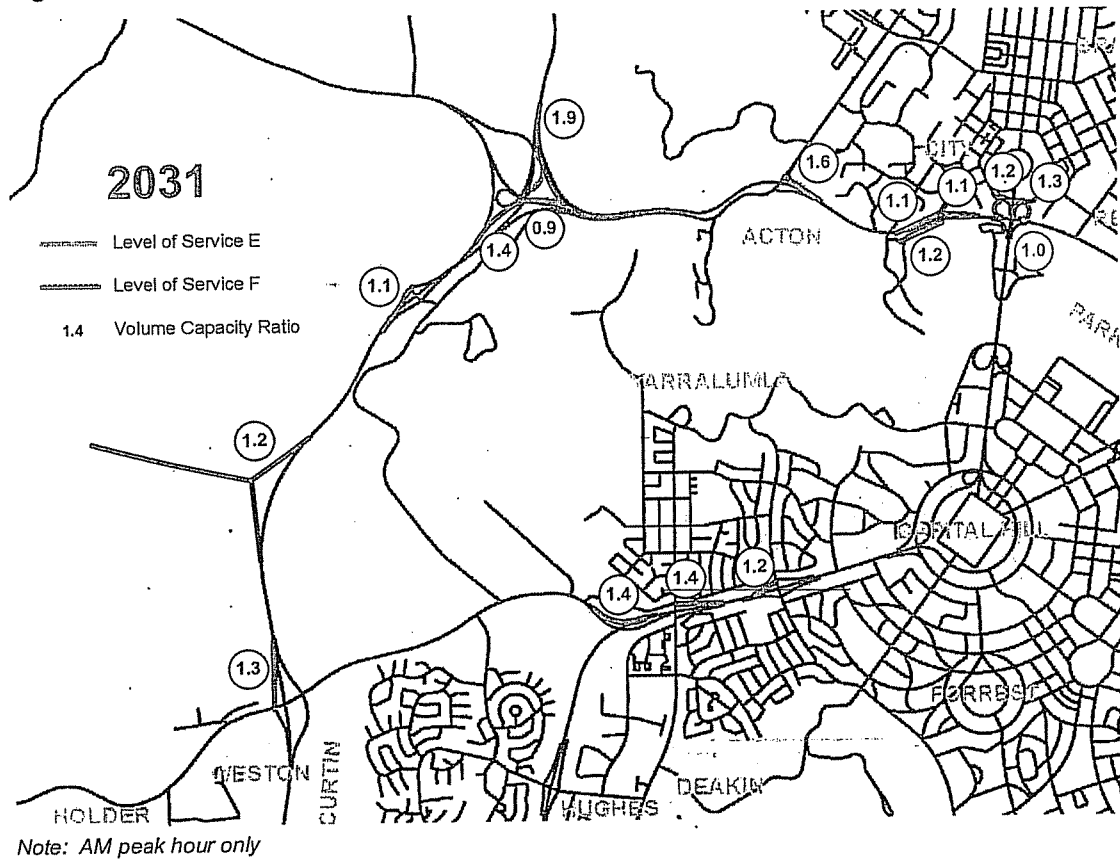 2031
Level of Service E
Level of Service F
1.4 Volume Capacity Ratio
1.9
1.6
CITY
1.1
1.1
1.2
1.3
1.4
0.9
ACTON
1.2
1.0
1.1
YARRALUMLA
1.2
CAPITAL HILL
1.4
1.4
1.2
1.3
FORREST
WESTON
CURTIN
DEAKIN
HOLDER
HUGHES
Note: AM peak hour only